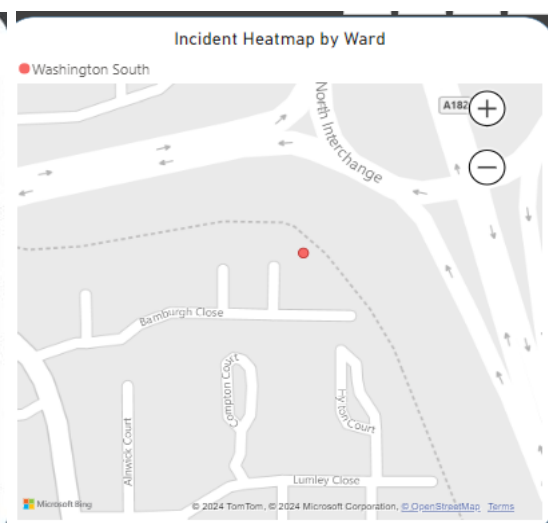 Incident Heatmap by Ward
Washington South
A182
North Interchange
Bamburgh Close
Compton Court
Hyton Court
Alnwick Court
Lumley Close
Microsoft Bing
© 2024 TomTom, © 2024 Microsoft Corporation, © OpenStreetMap Terms